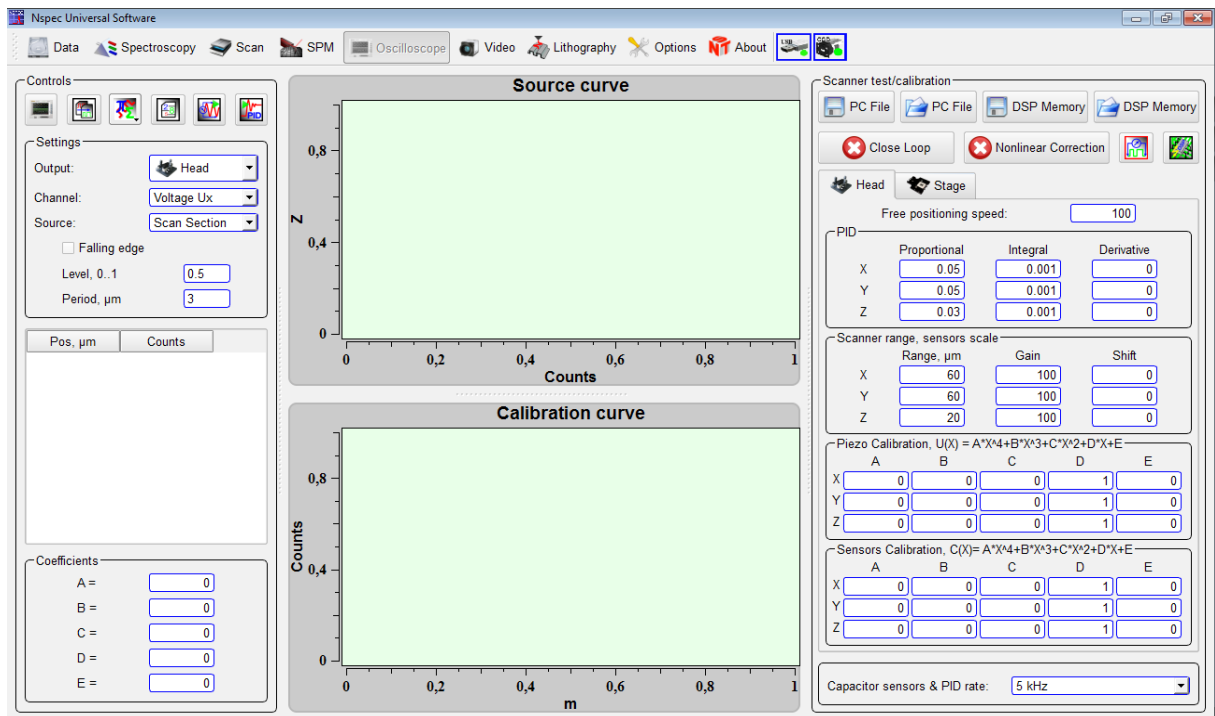 Nspec Universal Software
Data Spectroscopy Scan SPM Oscilloscope Video Lithography Options About
Controls
PID
Settings
Output: Head
Channel: Voltage Ux
Source: Scan Section
Falling edge
Level, 0..1 0.5
Period, µm 3
Pos, µm Counts
Coefficients
A = 0
B = 0
C = 0
D = 0
E = 0
Source curve
Z
0,8
0,4
0
0 0,2 0,4 0,6 0,8 1
Counts
Calibration curve
Counts
0,8
0,4
0
0 0,2 0,4 0,6 0,8 1
m
Scanner test/calibration
PC File PC File DSP Memory DSP Memory
Close Loop Nonlinear Correction
Head Stage
Free positioning speed: 100
PID
Proportional Integral Derivative
X 0.05 0.001 0
Y 0.05 0.001 0
Z 0.03 0.001 0
Scanner range, sensors scale
Range, µm Gain Shift
X 60 100 0
Y 60 100 0
Z 20 100 0
Piezo Calibration, U(X) = A*X^4+B*X^3+C*X^2+D*X+E
A B C D E
X 0 0 0 1 0
Y 0 0 0 1 0
Z 0 0 0 1 0
Sensors Calibration, C(X)= A*X^4+B*X^3+C*X^2+D*X+E
A B C D E
X 0 0 0 1 0
Y 0 0 0 1 0
Z 0 0 0 1 0
Capacitor sensors & PID rate: 5 kHz